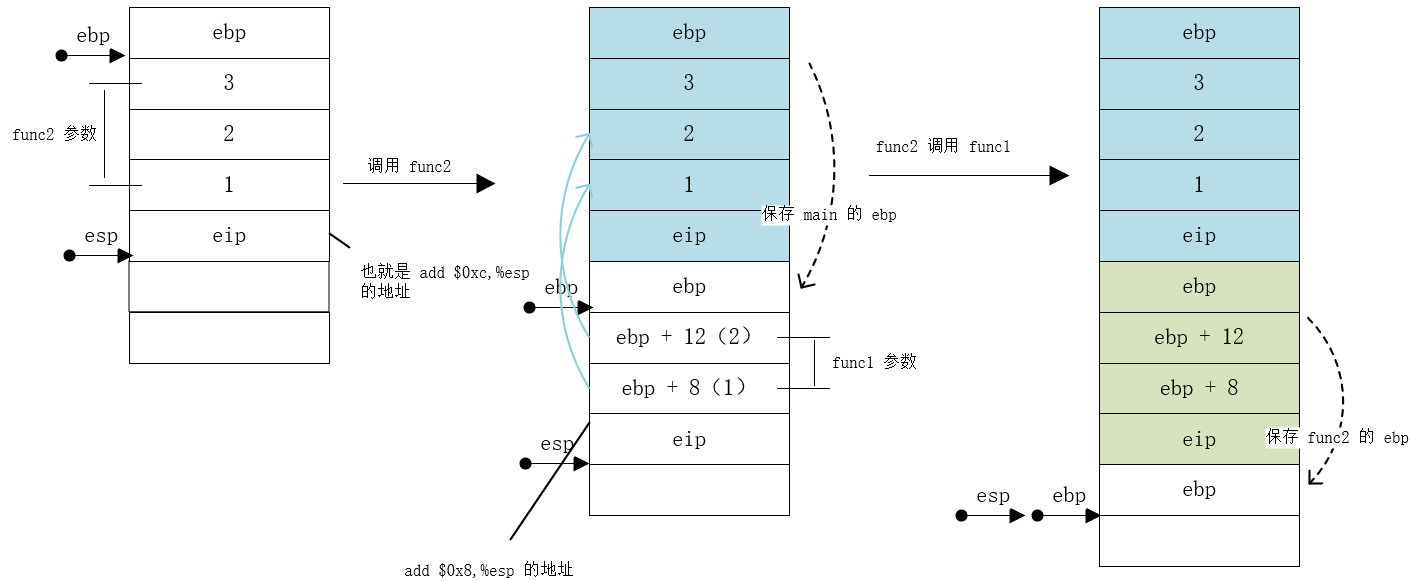 ebp
ebp
3
func2 参数
2
1
esp
eip
调用 func2
也就是 add $0xc,%esp
的地址
ebp
3
2
1
保存 main 的 ebp
eip
ebp
ebp
ebp + 12（2）
func1 参数
ebp + 8（1）
esp
eip
add $0x8,%esp 的地址
func2 调用 func1
ebp
3
2
1
eip
ebp
ebp + 12
ebp + 8
eip
保存 func2 的 ebp
esp
ebp
ebp